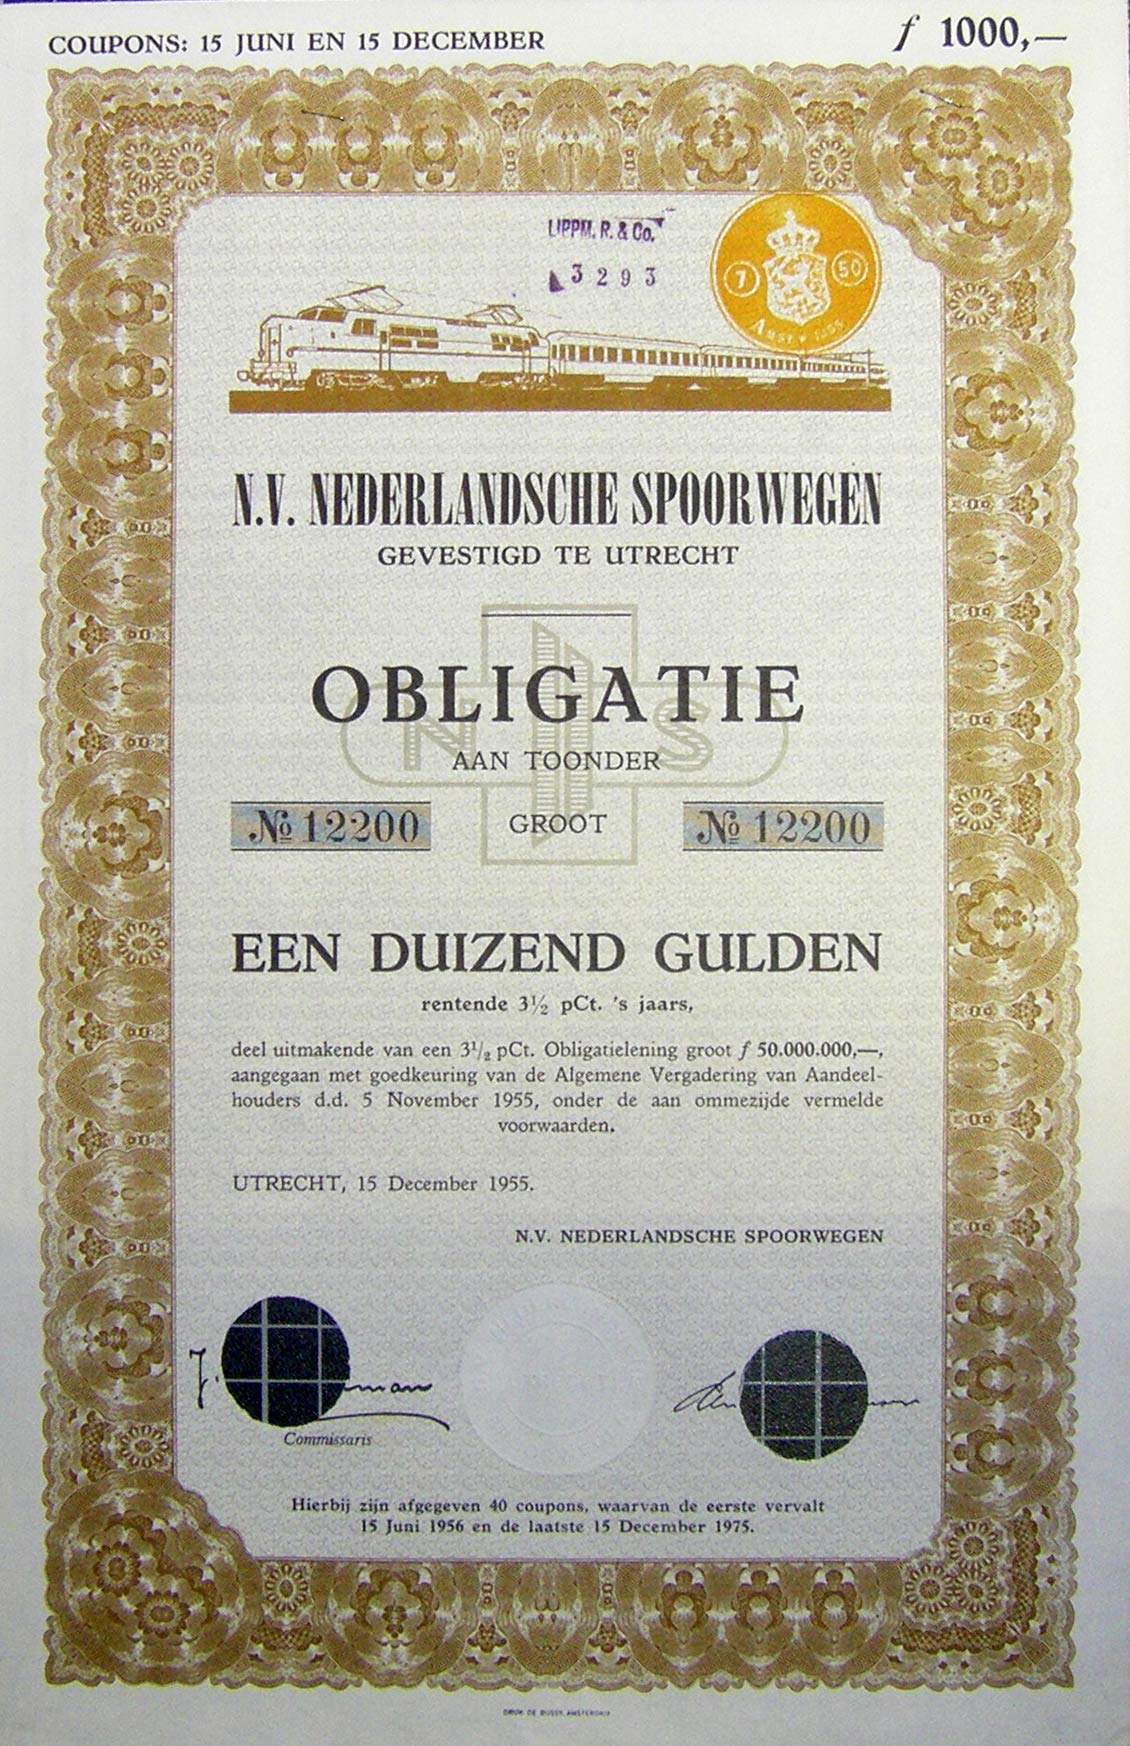 COUPONS: 15 JUNI EN 15 DECEMBER
f 1000,—
LIPPM. R. & Co.
3293
7 50
N.V. NEDERLANDSCHE SPOORWEGEN
GEVESTIGD TE UTRECHT
OBLIGATIE
N S
AAN TOONDER
№ 12200 GROOT № 12200
EEN DUIZEND GULDEN
rentende 3½ pCt. 's jaars,
deel uitmakende van een 3½ pCt. Obligatielening groot f 50.000.000,—,
aangegaan met goedkeuring van de Algemene Vergadering van Aandeel-
houders d.d. 5 November 1955, onder de aan ommezijde vermelde
voorwaarden.
UTRECHT, 15 December 1955.
N.V. NEDERLANDSCHE SPOORWEGEN
Commissaris
Hierbij zijn afgegeven 40 coupons, waarvan de eerste vervalt
15 Juni 1956 en de laatste 15 December 1975.
DRUK DE BUSSY, AMSTERDAM